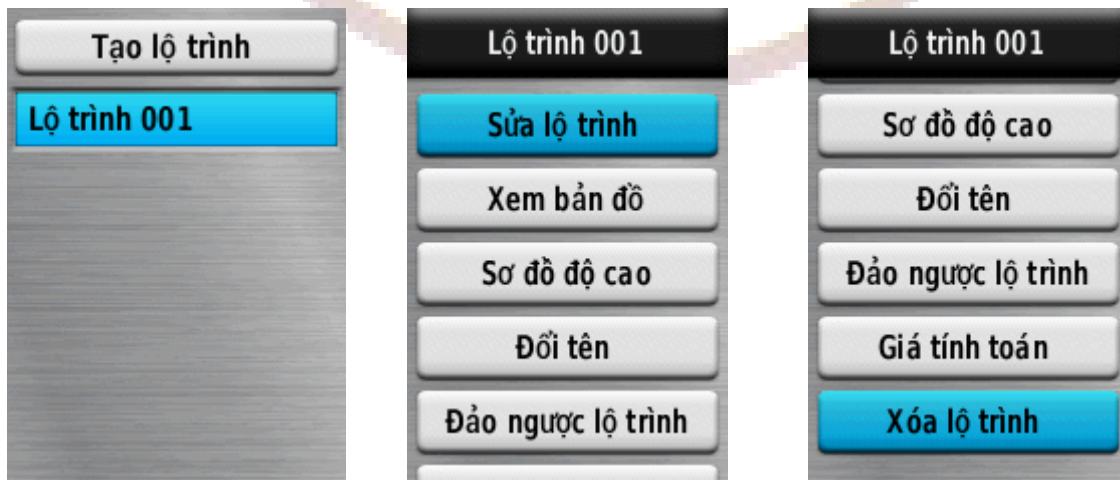 Tạo lộ trình
Lộ trình 001
Lộ trình 001
Sửa lộ trình
Xem bản đồ
Sơ đồ độ cao
Đổi tên
Đảo ngược lộ trình
Lộ trình 001
Sơ đồ độ cao
Đổi tên
Đảo ngược lộ trình
Giá tính toán
Xóa lộ trình